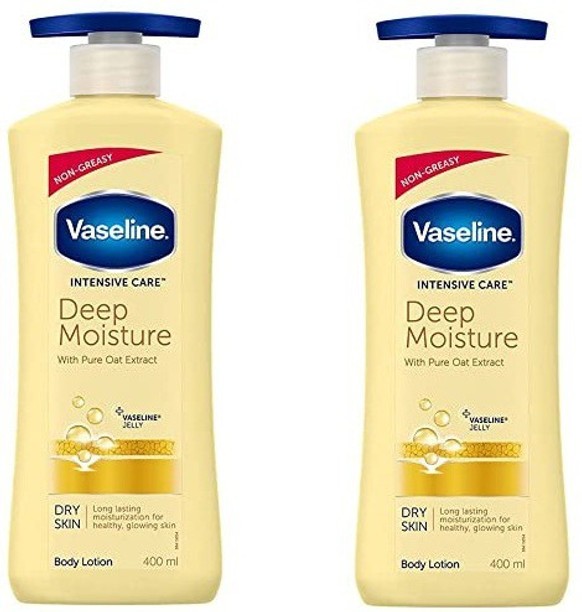 NON-GREASY
Vaseline.
INTENSIVE CARE™
Deep
Moisture
With Pure Oat Extract
VASELINE®
JELLY
DRY
SKIN
Long lasting
moisturization for
healthy, glowing skin
Body Lotion 400 ml
NON-GREASY
Vaseline.
INTENSIVE CARE™
Deep
Moisture
With Pure Oat Extract
VASELINE®
JELLY
DRY
SKIN
Long lasting
moisturization for
healthy, glowing skin
Body Lotion 400 ml